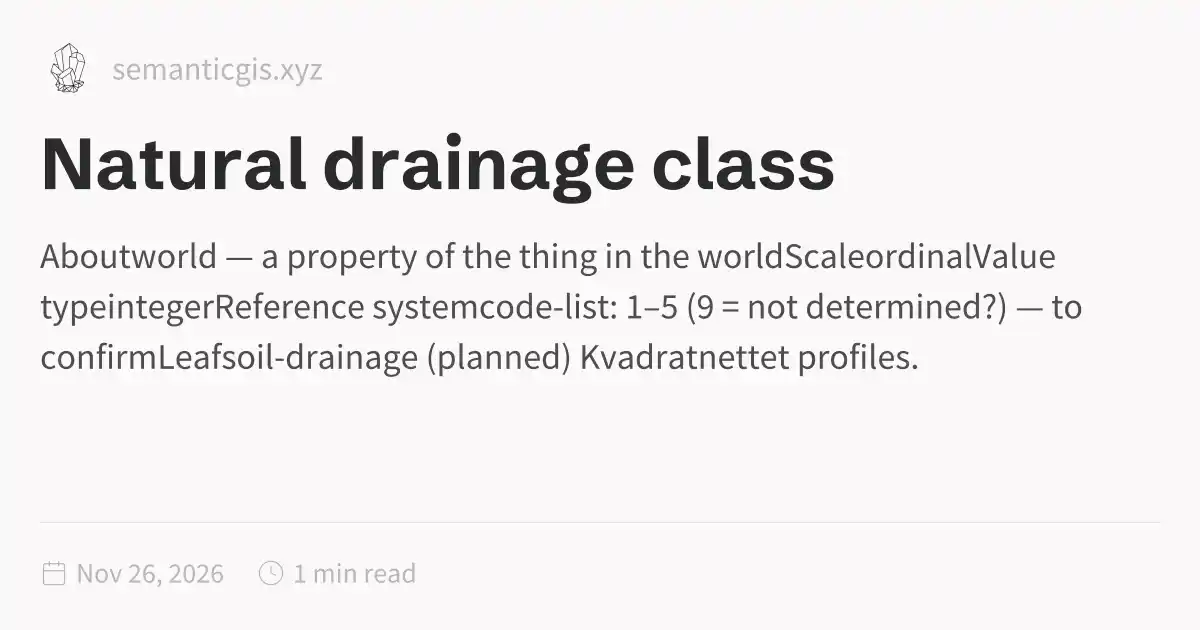 semanticgis.xyz
Natural drainage class
Aboutworld — a property of the thing in the worldScaleordinalValue
typeintegerReference systemcode-list: 1–5 (9 = not determined?) — to
confirmLeafsoil-drainage (planned) Kvadratnettet profiles.
Nov 26, 2026 1 min read